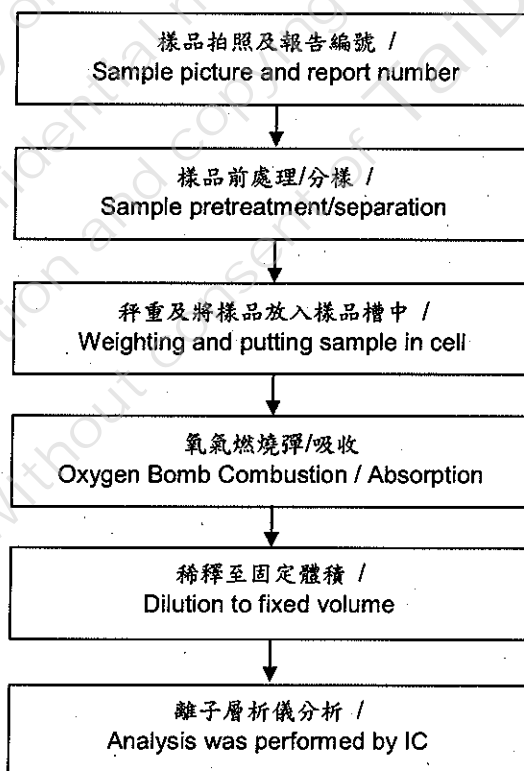 樣品拍照及報告編號 /
Sample picture and report number
樣品前處理/分樣 /
Sample pretreatment/separation
秤重及將樣品放入樣品槽中 /
Weighting and putting sample in cell
氧氣燃燒彈/吸收
Oxygen Bomb Combustion / Absorption
稀釋至固定體積 /
Dilution to fixed volume
離子層析儀分析 /
Analysis was performed by IC